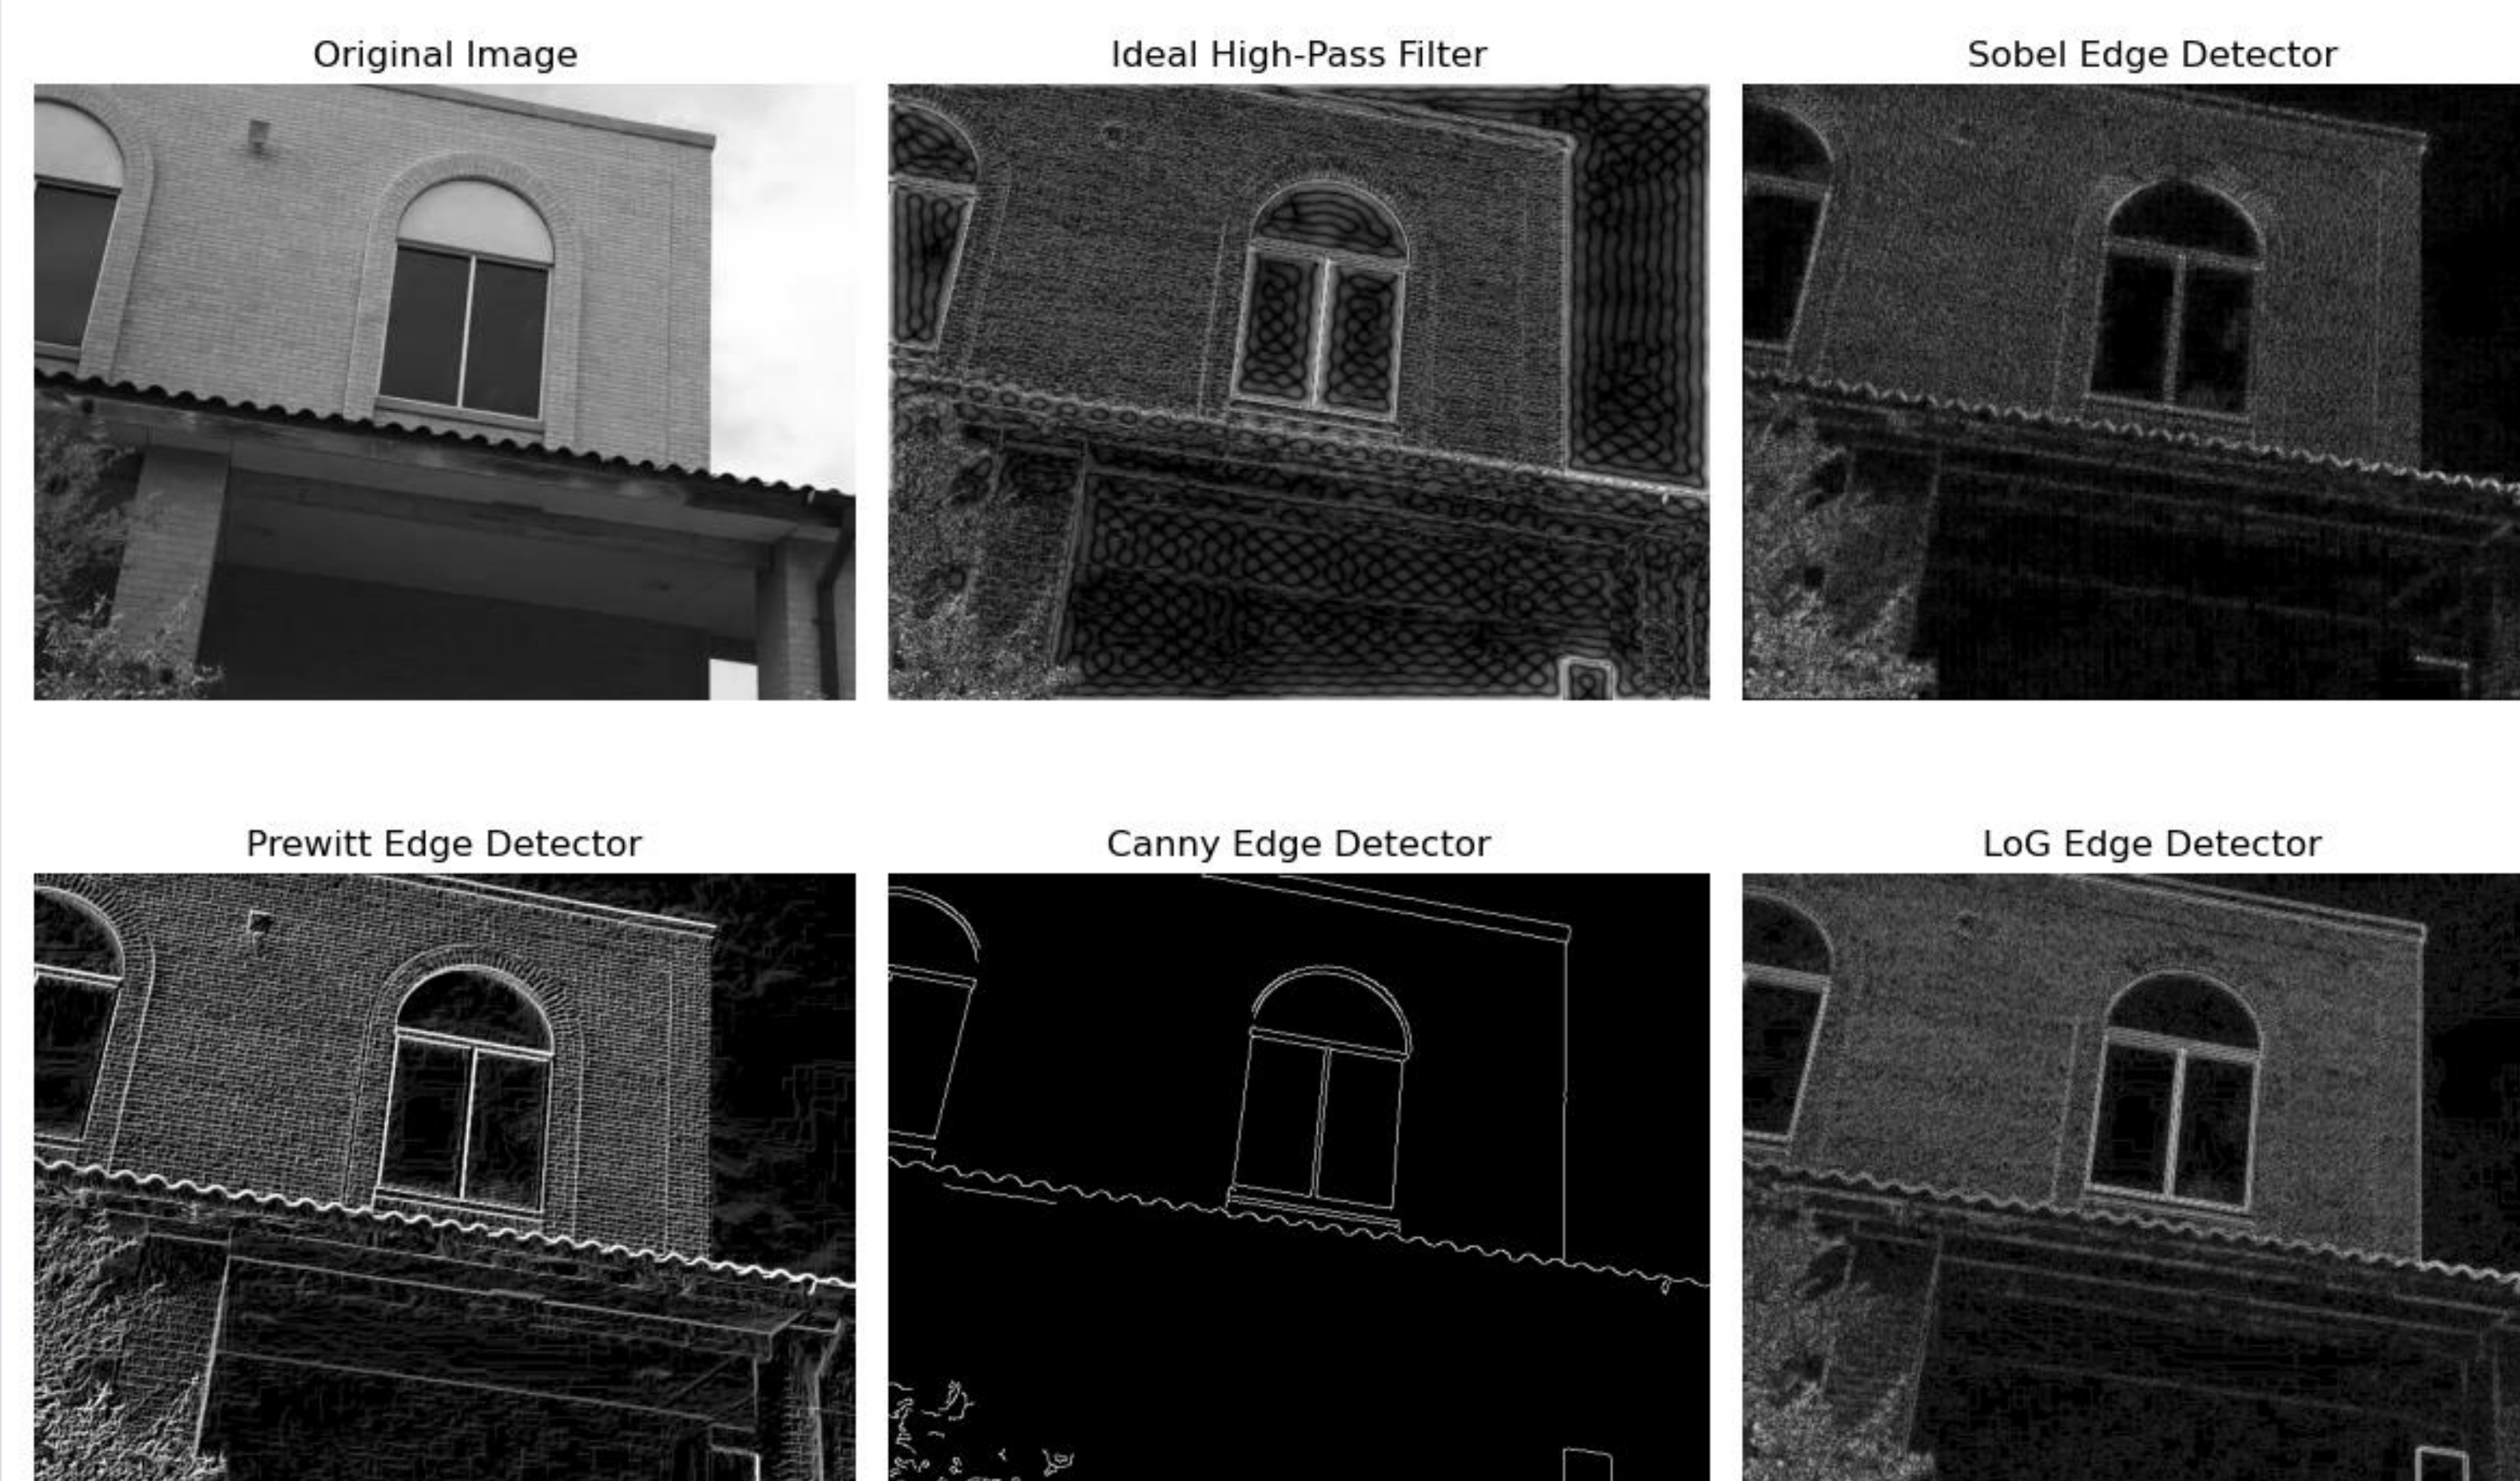 Original Image
Ideal High-Pass Filter
Sobel Edge Detector
Prewitt Edge Detector
Canny Edge Detector
LoG Edge Detector